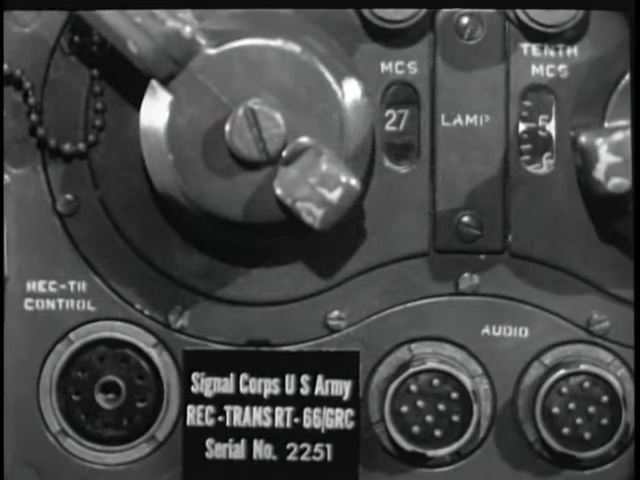 MCS
TENTH
MCS
27
LAMP
5
6
REC-TR
CONTROL
AUDIO
Signal Corps U S Army
REC-TRANS RT-66/GRC
Serial No. 2251